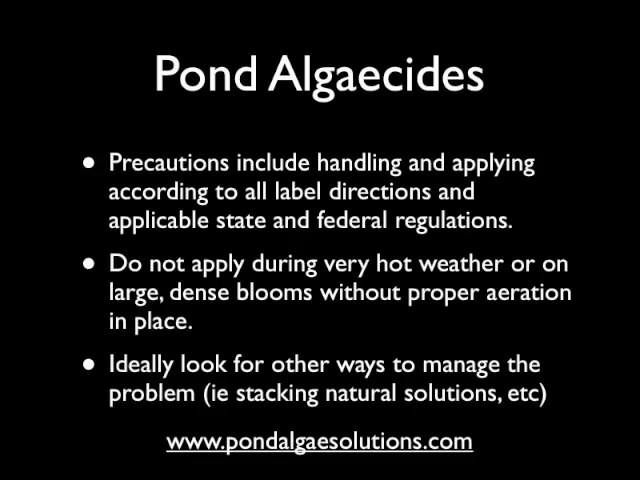 Pond Algaecides
• Precautions include handling and applying
according to all label directions and
applicable state and federal regulations.
• Do not apply during very hot weather or on
large, dense blooms without proper aeration
in place.
• Ideally look for other ways to manage the
problem (ie stacking natural solutions, etc)
www.pondalgaesolutions.com